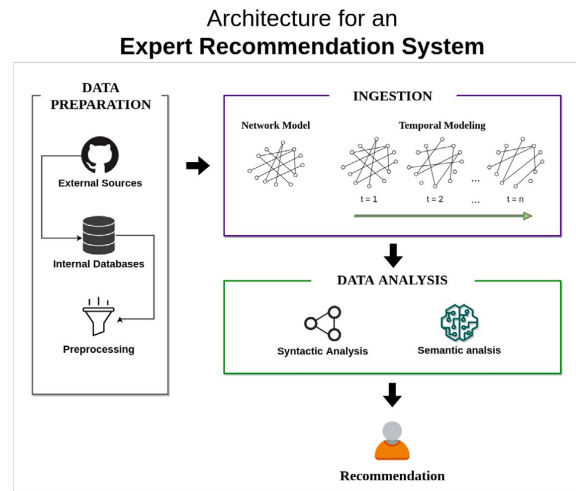 Architecture for an
Expert Recommendation System
DATA
PREPARATION
External Sources
Internal Databases
Preprocessing
INGESTION
Network Model
Temporal Modeling
t = 1
t = 2
...
...
t = n
DATA ANALYSIS
Syntactic Analysis
Semantic analsis
Recommendation